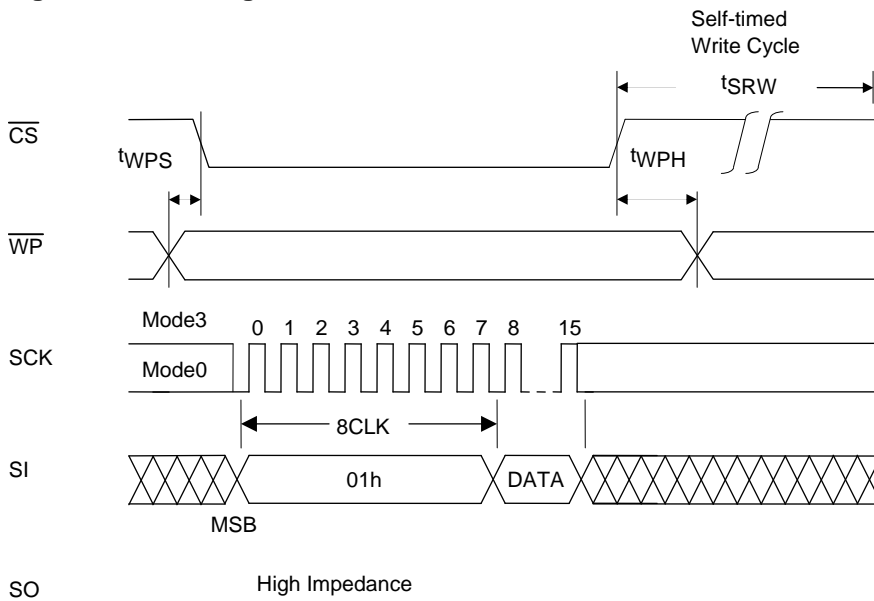 Self-timed
Write Cycle
tSRW
CS
tWPS
tWPH
WP
Mode3
0 1 2 3 4 5 6 7 8 15
SCK
Mode0
8CLK
SI
01h
DATA
MSB
SO
High Impedance